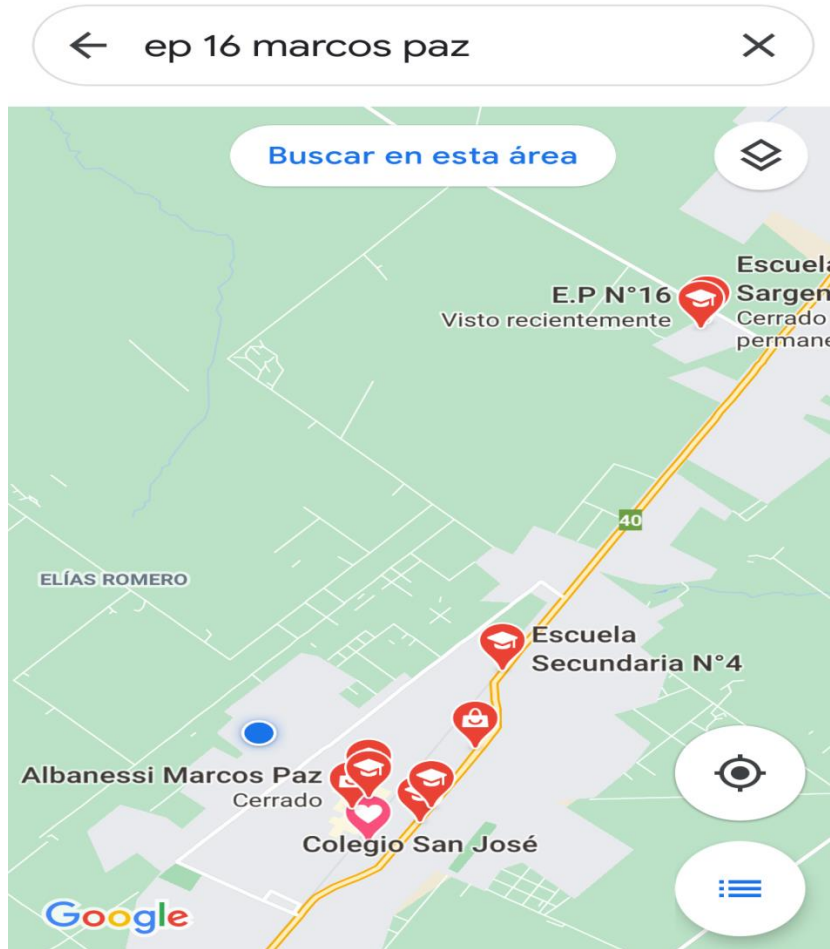 ep 16 marcos paz
Buscar en esta área
Escuela
E.P N°16
Sargen
Visto recientemente
Cerrado
permane
40
ELÍAS ROMERO
Escuela
Secundaria N°4
Albanessi Marcos Paz
Cerrado
Colegio San José
Google